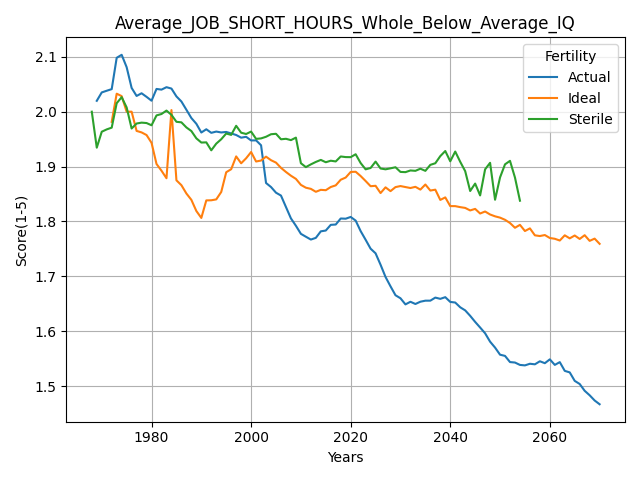 Average_JOB_SHORT_HOURS_Whole_Below_Average_IQ
Fertility
Actual
Ideal
Sterile
Score(1-5)
2.1
2.0
1.9
1.8
1.7
1.6
1.5
1980
2000
2020
2040
2060
Years